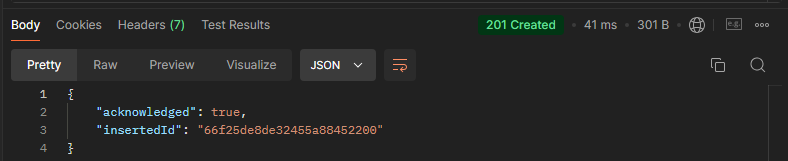 Body Cookies Headers (7) Test Results 201 Created • 41 ms • 301 B e.g.
Pretty Raw Preview Visualize JSON
1 {
2 "acknowledged": true,
3 "insertedId": "66f25de8de32455a88452200"
4 }